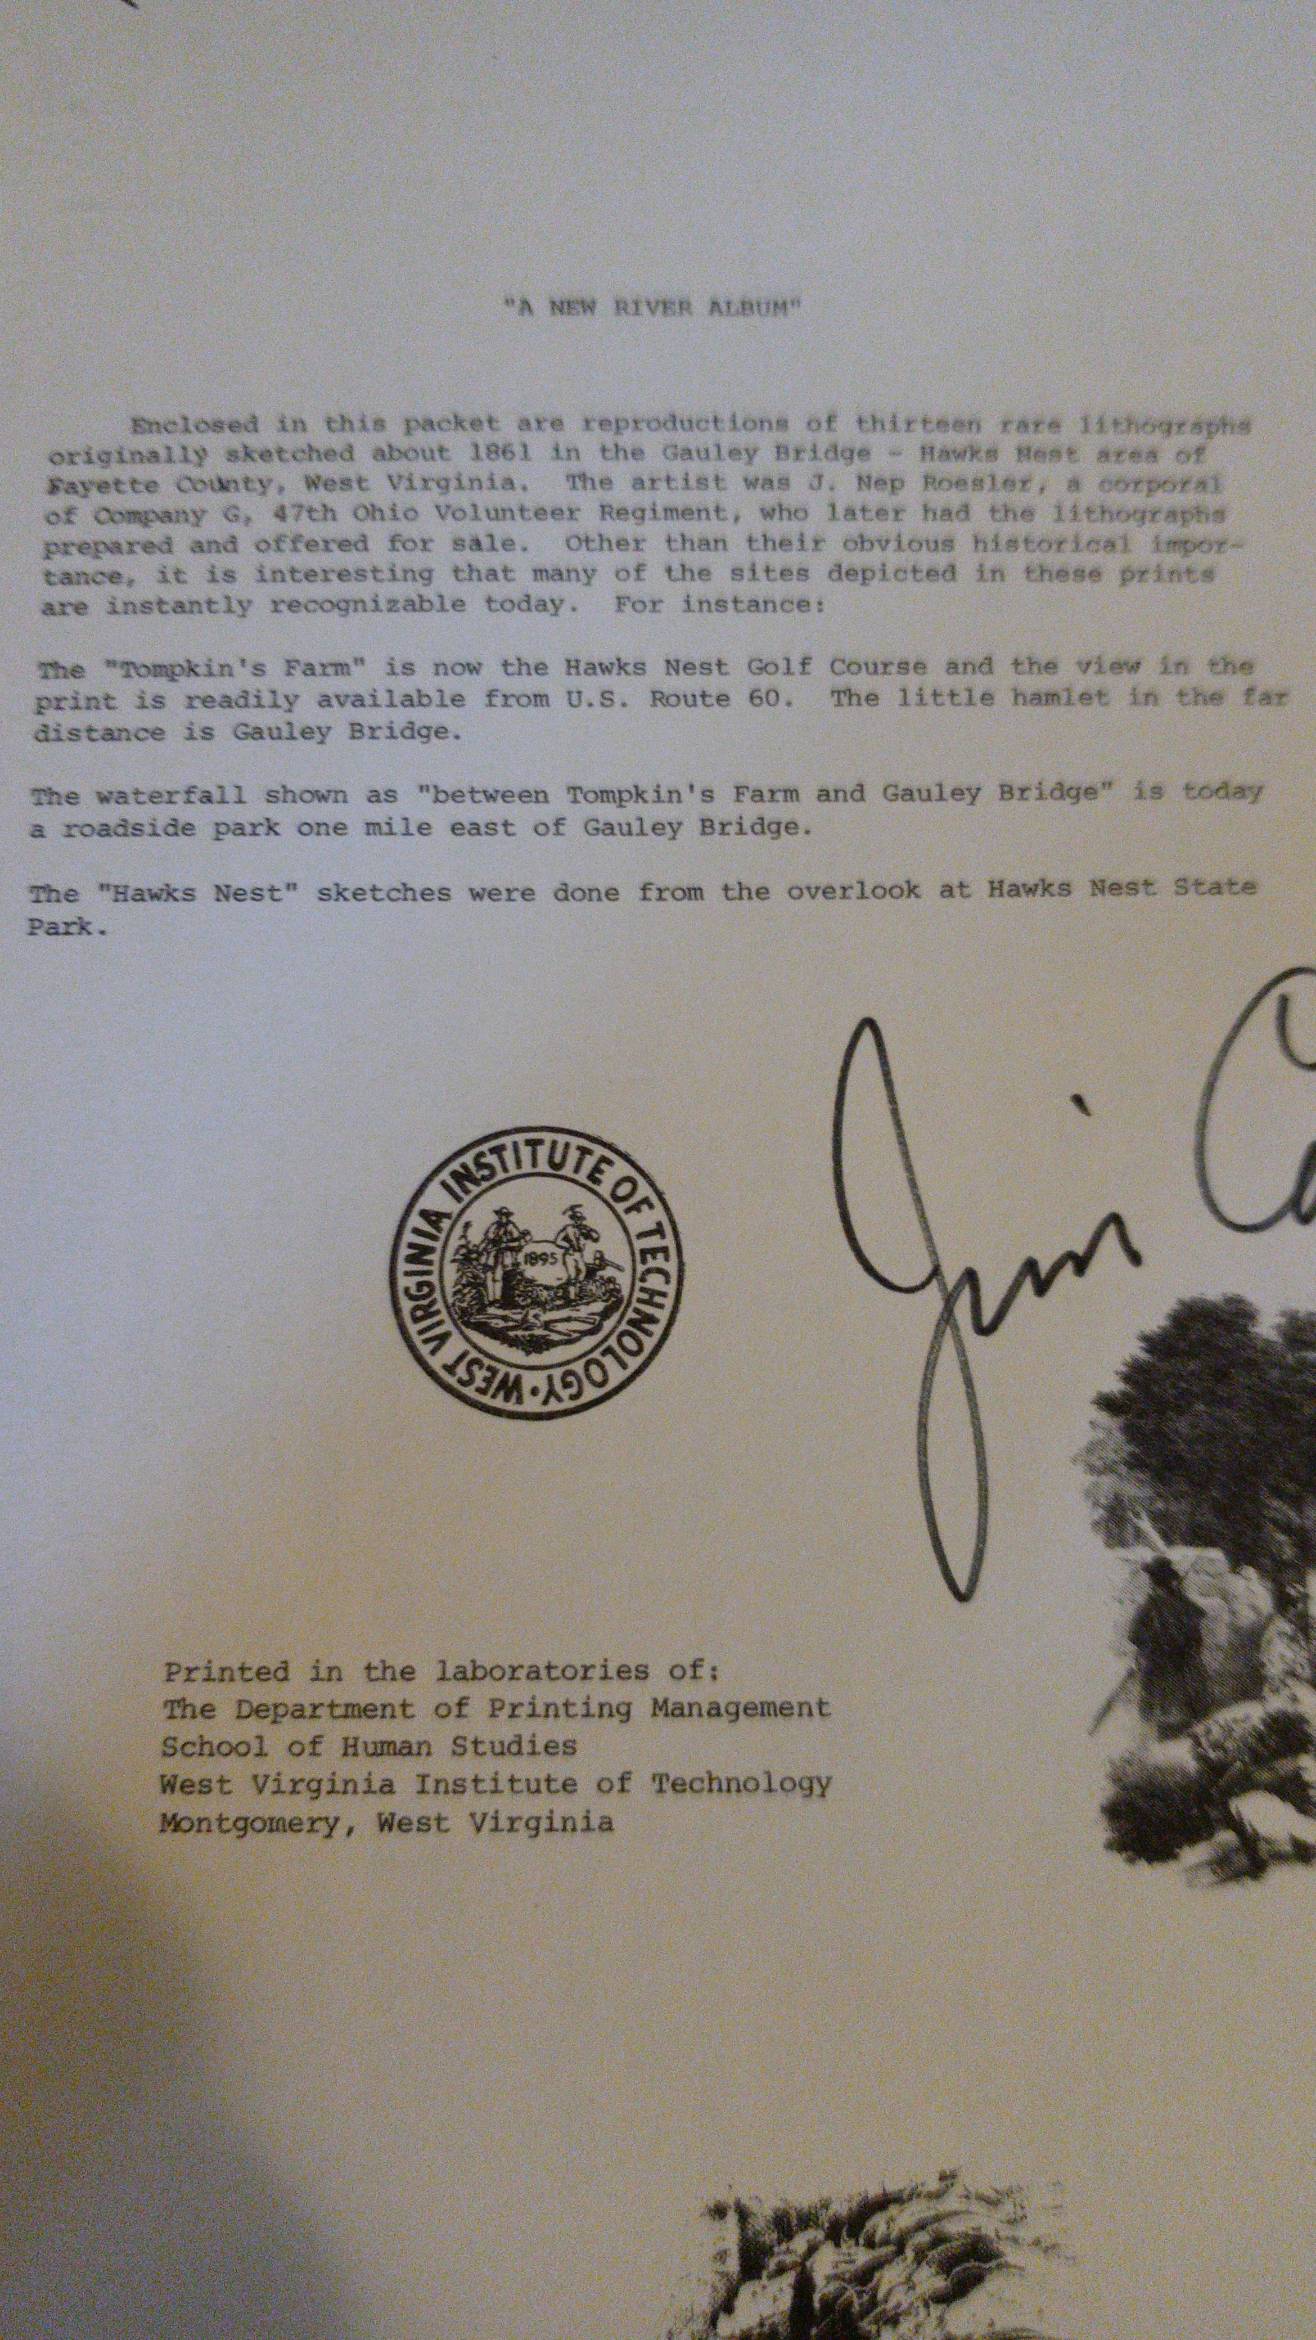 "A NEW RIVER ALBUM"
Enclosed in this packet are reproductions of thirteen rare lithographs
originally sketched about 1861 in the Gauley Bridge - Hawks Nest area of
Fayette County, West Virginia. The artist was J. Nep Roesler, a corporal
of Company G, 47th Ohio Volunteer Regiment, who later had the lithographs
prepared and offered for sale. Other than their obvious historical impor-
tance, it is interesting that many of the sites depicted in these prints
are instantly recognizable today. For instance:
The "Tompkin's Farm" is now the Hawks Nest Golf Course and the view in the
print is readily available from U.S. Route 60. The little hamlet in the far
distance is Gauley Bridge.
The waterfall shown as "between Tompkin's Farm and Gauley Bridge" is today
a roadside park one mile east of Gauley Bridge.
The "Hawks Nest" sketches were done from the overlook at Hawks Nest State
Park.
Jim
WEST VIRGINIA INSTITUTE OF TECHNOLOGY
1895
Printed in the laboratories of:
The Department of Printing Management
School of Human Studies
West Virginia Institute of Technology
Montgomery, West Virginia